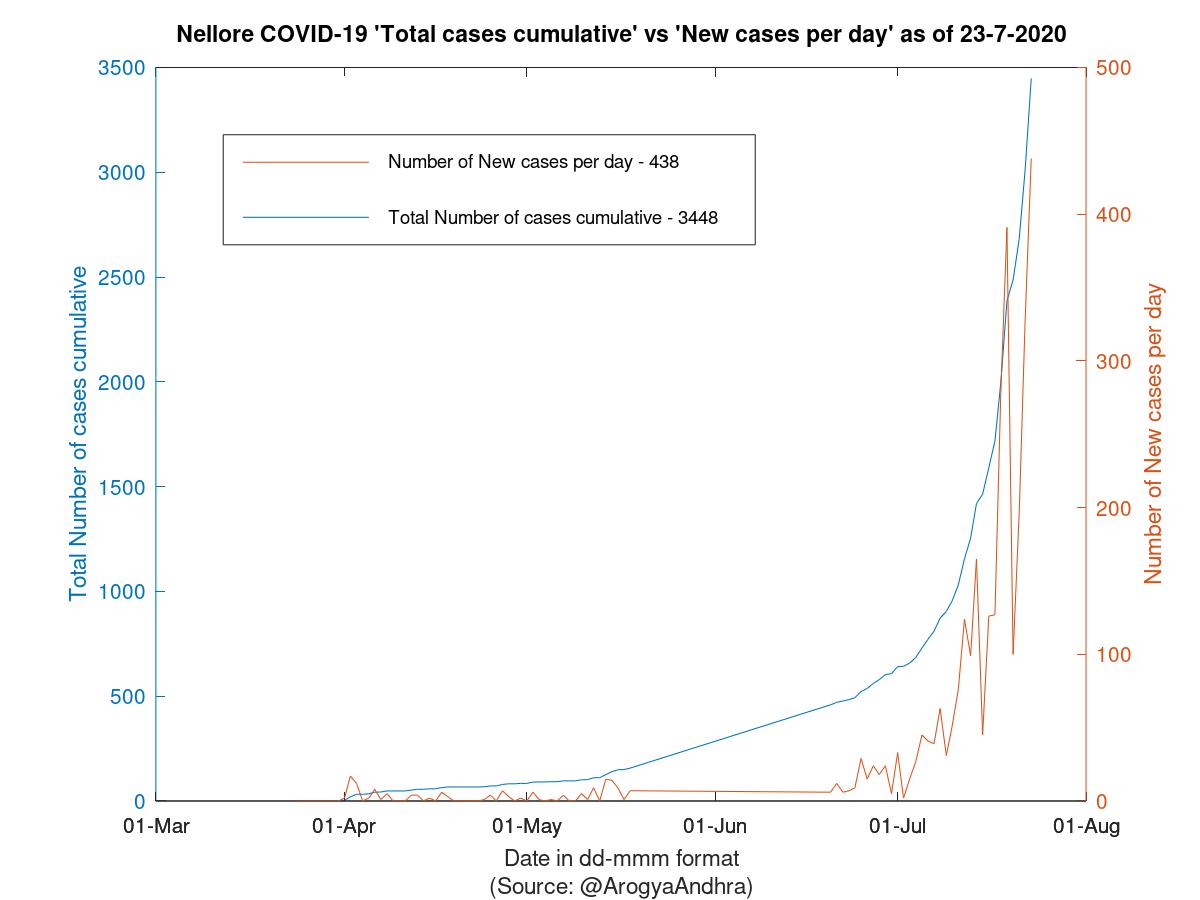 Nellore COVID-19 'Total cases cumulative' vs 'New cases per day' as of 23-7-2020
3500
3000
2500
2000
1500
1000
500
0
Total Number of cases cumulative
Number of New cases per day - 438
Total Number of cases cumulative - 3448
500
400
300
200
100
0
Number of New cases per day
01-Mar
01-Apr
01-May
01-Jun
01-Jul
01-Aug
Date in dd-mmm format
(Source: @ArogyaAndhra)